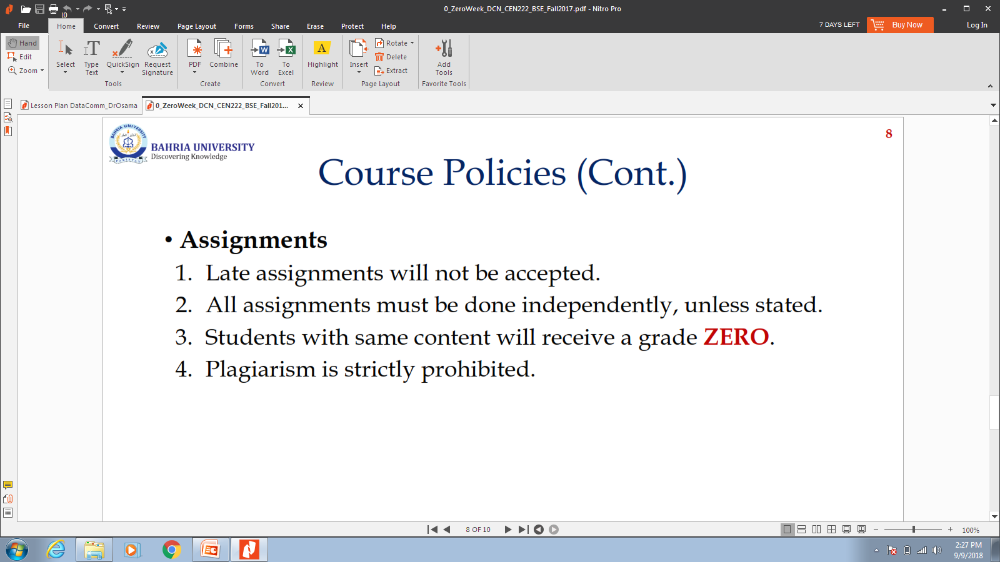 0_ZeroWeek_DCN_CEN222_BSE_Fall2017.pdf - Nitro Pro
File Home Convert Review Page Layout Forms Share Erase Protect Help 7 DAYS LEFT Buy Now Log In
Hand
Edit
Zoom
Select
Type Text
QuickSign
Request Signature
Tools
PDF
Combine
Create
To Word
To Excel
Convert
Highlight
Review
Insert
Rotate
Delete
Extract
Page Layout
Add Tools
Favorite Tools
Lesson Plan DataComm_DrOsama 0_ZeroWeek_DCN_CEN222_BSE_Fall201...
8
BAHRIA UNIVERSITY
PAKISTAN
BAHRIA UNIVERSITY
Discovering Knowledge
Course Policies (Cont.)
• Assignments
1. Late assignments will not be accepted.
2. All assignments must be done independently, unless stated.
3. Students with same content will receive a grade ZERO.
4. Plagiarism is strictly prohibited.
8 OF 10
100%
2:27 PM
9/9/2018